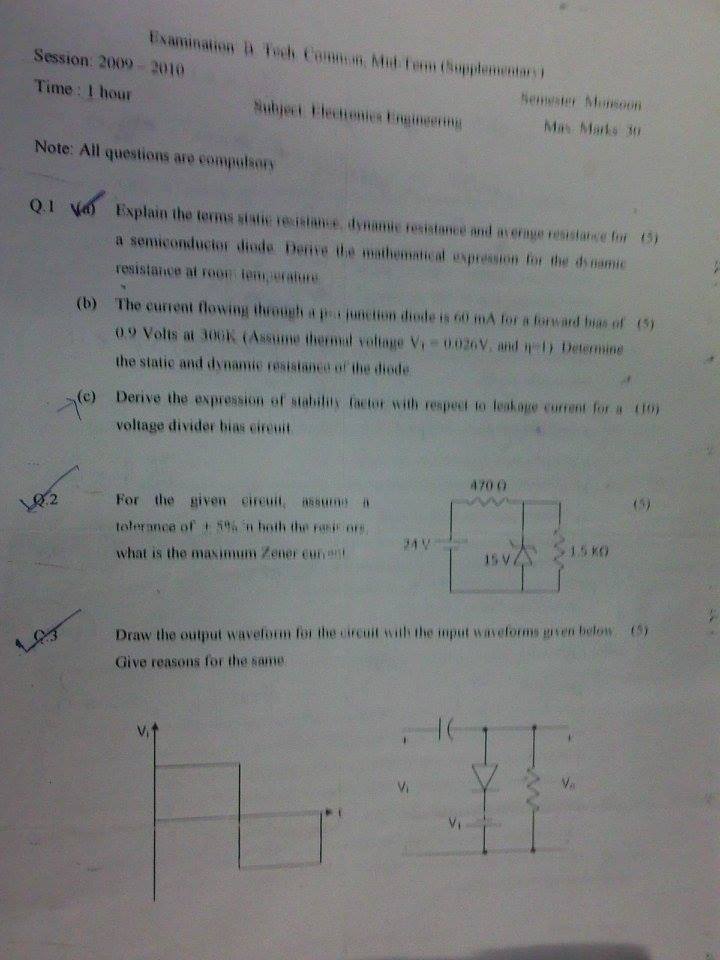 Examination B. Tech. Common, Mid-Term (Supplementary)
Session: 2009 – 2010
Semester Monsoon
Time : 1 hour
Max. Marks 30
Subject: Electronics Engineering
Note: All questions are compulsory
Q.1 (a) Explain the terms static resistance, dynamic resistance and average resistance for (5)
a semiconductor diode. Derive the mathematical expression for the dynamic
resistance at room temperature.
(b) The current flowing through a p-n junction diode is 60 mA for a forward bias of (5)
0.9 Volts at 300K (Assume thermal voltage VT = 0.026V, and η=1) Determine
the static and dynamic resistance of the diode
(c) Derive the expression of stability factor with respect to leakage current for a (10)
voltage divider bias circuit.
Q.2 For the given circuit, assume a (5)
tolerance of ± 5% in both the resistors,
what is the maximum Zener current
470 Ω
24 V
15 V
1.5 KΩ
Q.3 Draw the output waveform for the circuit with the input waveforms given below. (5)
Give reasons for the same.
Vi
t
+
+
Vi
Vo
V1